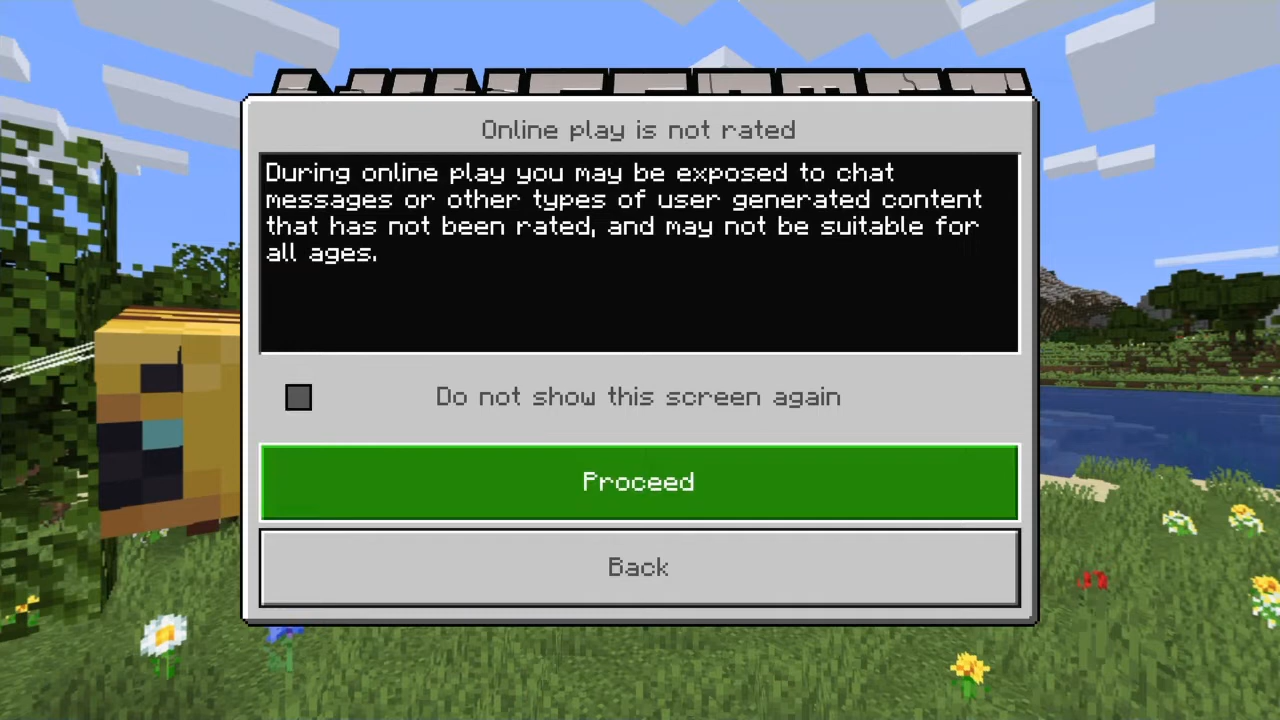 Online play is not rated
During online play you may be exposed to chat
messages or other types of user generated content
that has not been rated, and may not be suitable for
all ages.
Do not show this screen again
Proceed
Back